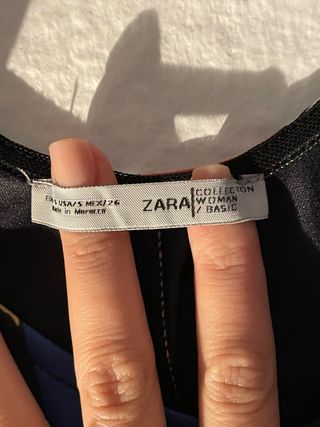 EUR/S USA/S MEX/26
Made in Morocco
ZARA
COLLECTION
WOMAN
/ BASIC